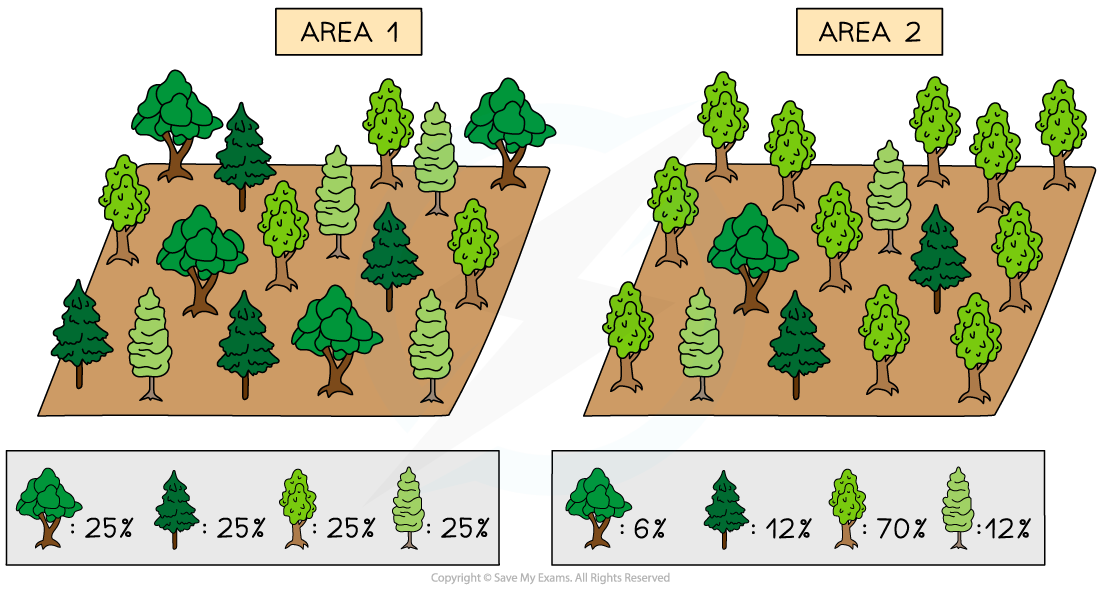 AREA 1
AREA 2
: 25% : 25% : 25% : 25%
: 6% : 12% : 70% : 12%
Copyright © Save My Exams. All Rights Reserved